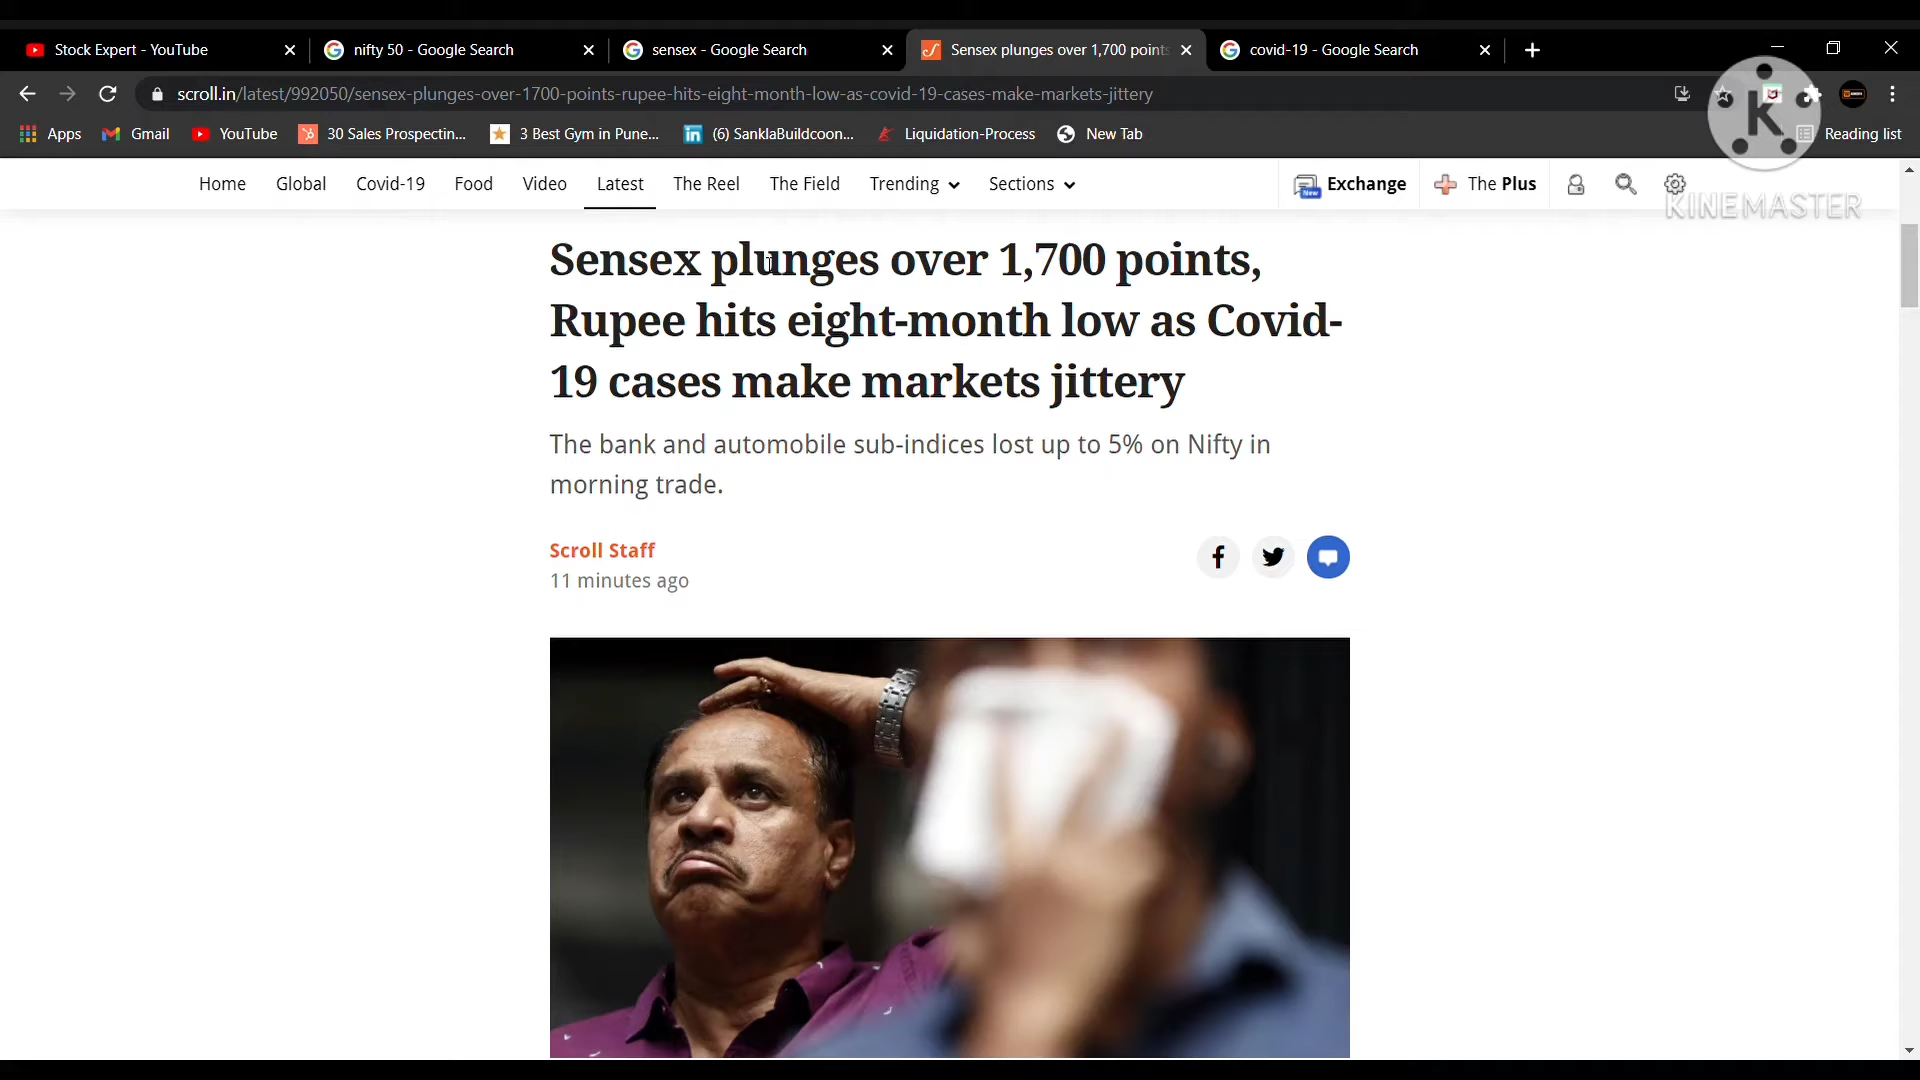 Stock Expert - YouTube
nifty 50 - Google Search
sensex - Google Search
Sensex plunges over 1,700 points
covid-19 - Google Search
scroll.in/latest/992050/sensex-plunges-over-1700-points-rupee-hits-eight-month-low-as-covid-19-cases-make-markets-jittery
K
Apps
Gmail
YouTube
30 Sales Prospectin...
3 Best Gym in Pune...
(6) SanklaBuildcoon...
Liquidation-Process
New Tab
Reading list
Home
Global
Covid-19
Food
Video
Latest
The Reel
The Field
Trending
Sections
New
Exchange
The Plus
KINEMASTER
Sensex plunges over 1,700 points,
Rupee hits eight-month low as Covid-
19 cases make markets jittery
The bank and automobile sub-indices lost up to 5% on Nifty in
morning trade.
Scroll Staff
11 minutes ago